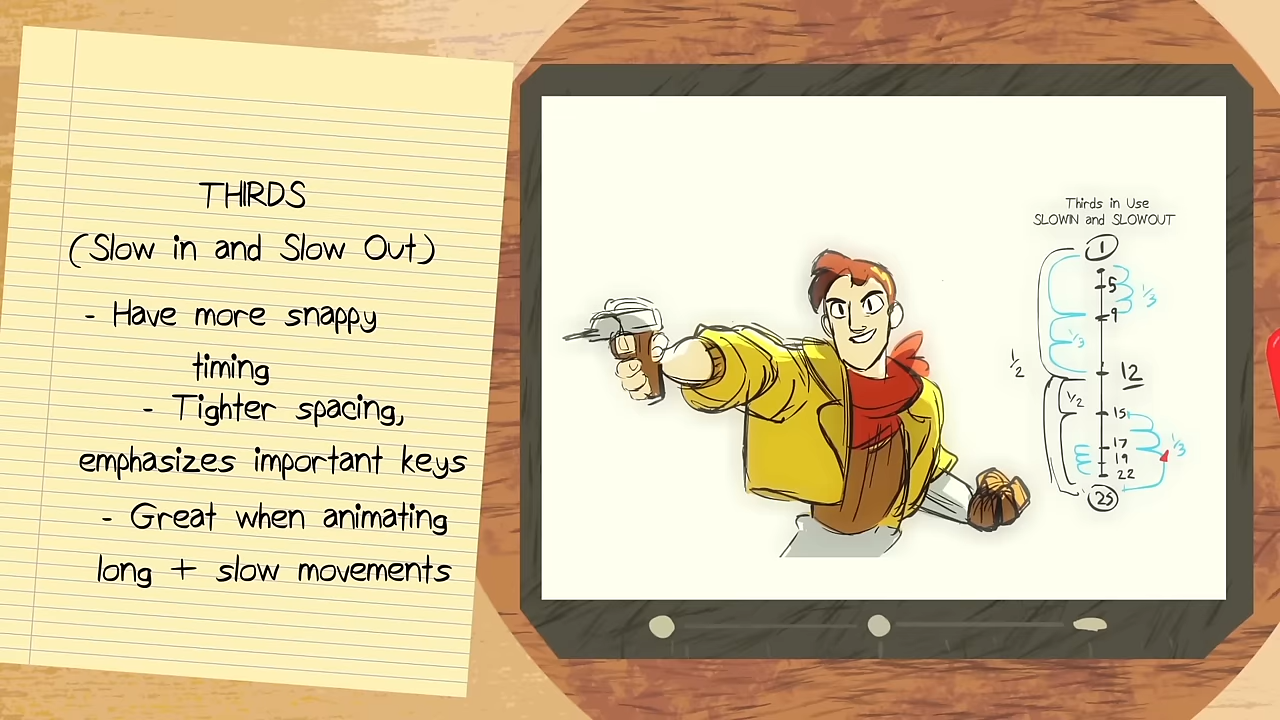 THIRDS
(Slow in and Slow Out)
- Have more snappy
timing
- Tighter spacing,
emphasizes important keys
- Great when animating
long + slow movements
Thirds in Use
SLOWIN and SLOWOUT
1
5
1/3
9
1/3
1/2
12
1/2
15
17
1/3
19
22
25